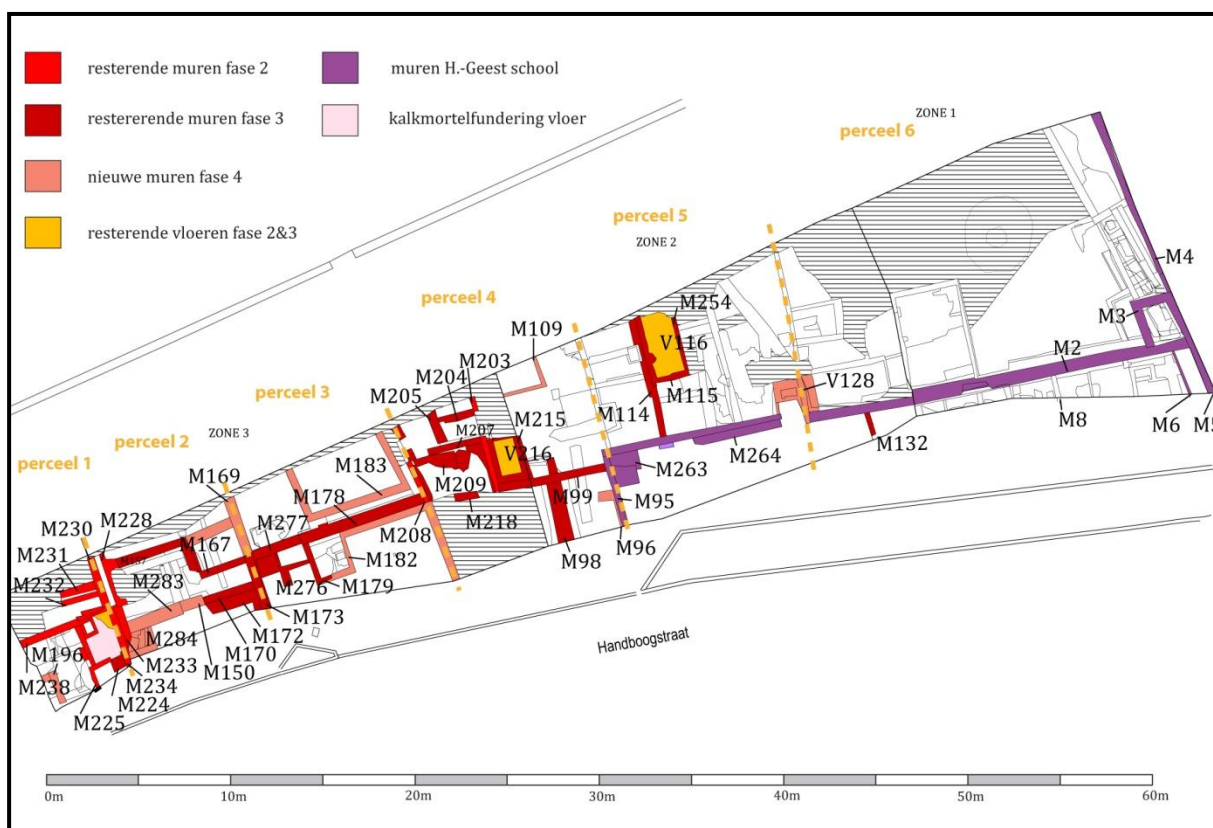 resterende muren fase 2
restererende muren fase 3
nieuwe muren fase 4
resterende vloeren fase 2&3
muren H.-Geest school
kalkmortelfundering vloer
perceel 6
ZONE 1
perceel 5
ZONE 2
perceel 4
perceel 3
perceel 2
ZONE 3
perceel 1
M4
M3
M2
M8
M6
M5
M254
V116
M115
M114
V128
M132
M264
M263
M95
M96
M109
M203
M204
M205
M207
M215
V216
M209
M218
M208
M99
M98
M183
M178
M169
M277
M167
M182
M179
M276
M173
M172
M170
M150
M283
M284
M228
M230
M231
M232
M196
M238
M233
M234
M224
M225
Handboogstraat
0m
10m
20m
30m
40m
50m
60m